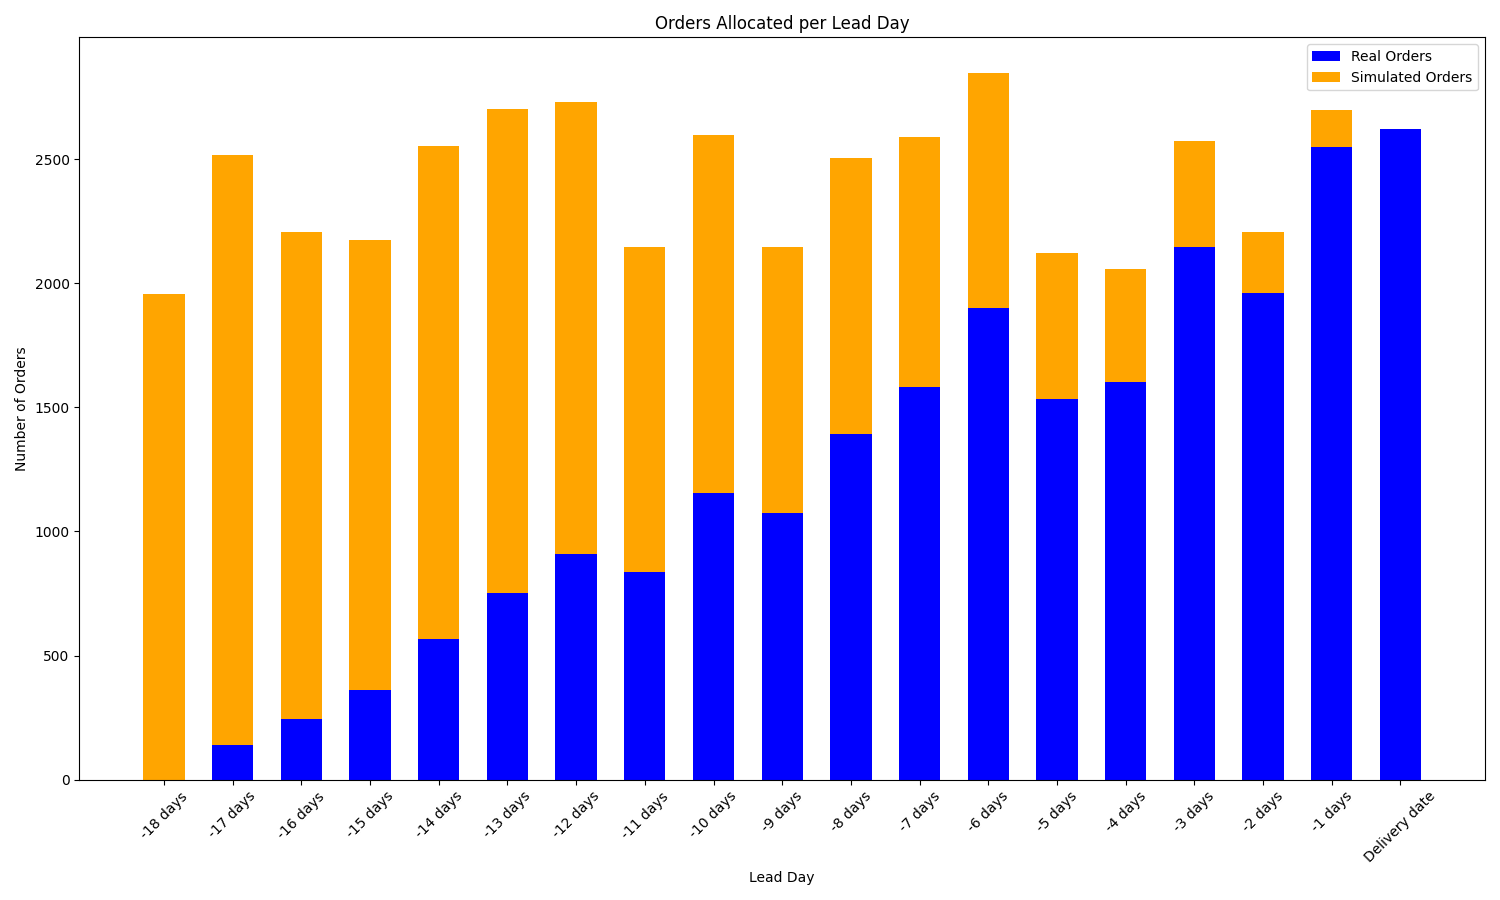 Orders Allocated per Lead Day
Real Orders
Simulated Orders
Number of Orders
2500
2000
1500
1000
500
0
-18 days
-17 days
-16 days
-15 days
-14 days
-13 days
-12 days
-11 days
-10 days
-9 days
-8 days
-7 days
-6 days
-5 days
-4 days
-3 days
-2 days
-1 days
Delivery date
Lead Day